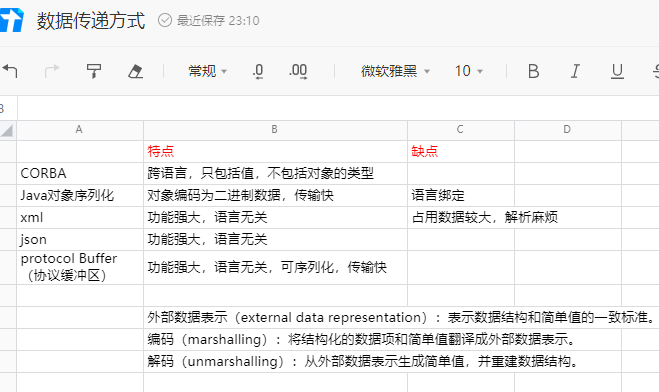 数据传递方式 最近保存 23:10
常规 .0 .00 微软雅黑 10 B I U S
A B C D
特点 缺点
CORBA 跨语言，只包括值，不包括对象的类型
Java对象序列化 对象编码为二进制数据，传输快 语言绑定
xml 功能强大，语言无关 占用数据较大，解析麻烦
json 功能强大，语言无关
protocol Buffer
（协议缓冲区） 功能强大，语言无关，可序列化，传输快
外部数据表示（external data representation）：表示数据结构和简单值的一致标准。
编码（marshalling）：将结构化的数据项和简单值翻译成外部数据表示。
解码（unmarshalling）：从外部数据表示生成简单值，并重建数据结构。